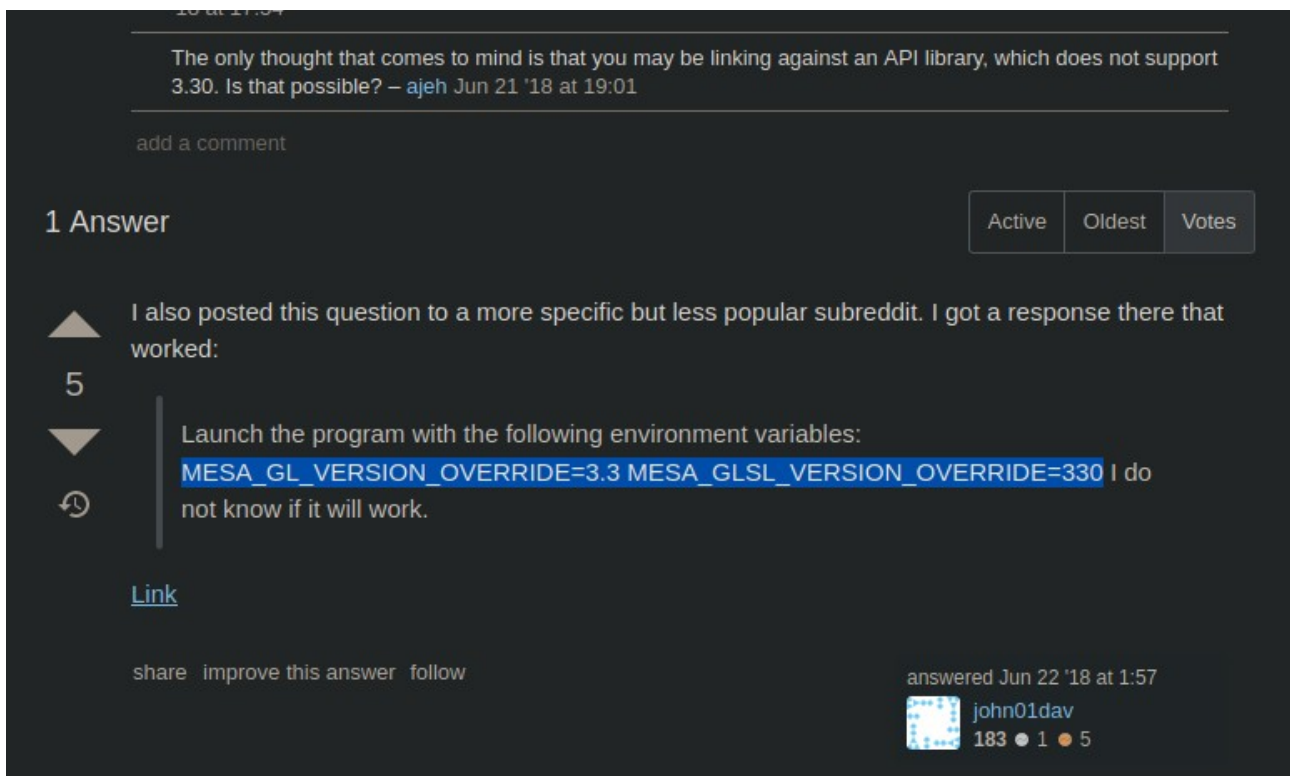 The only thought that comes to mind is that you may be linking against an API library, which does not support
3.30. Is that possible? – ajeh Jun 21 '18 at 19:01
add a comment
1 Answer
Active Oldest Votes
I also posted this question to a more specific but less popular subreddit. I got a response there that
worked:
5
Launch the program with the following environment variables:
MESA_GL_VERSION_OVERRIDE=3.3 MESA_GLSL_VERSION_OVERRIDE=330 I do
not know if it will work.
Link
share improve this answer follow
answered Jun 22 '18 at 1:57
john01dav
183 ● 1 ● 5